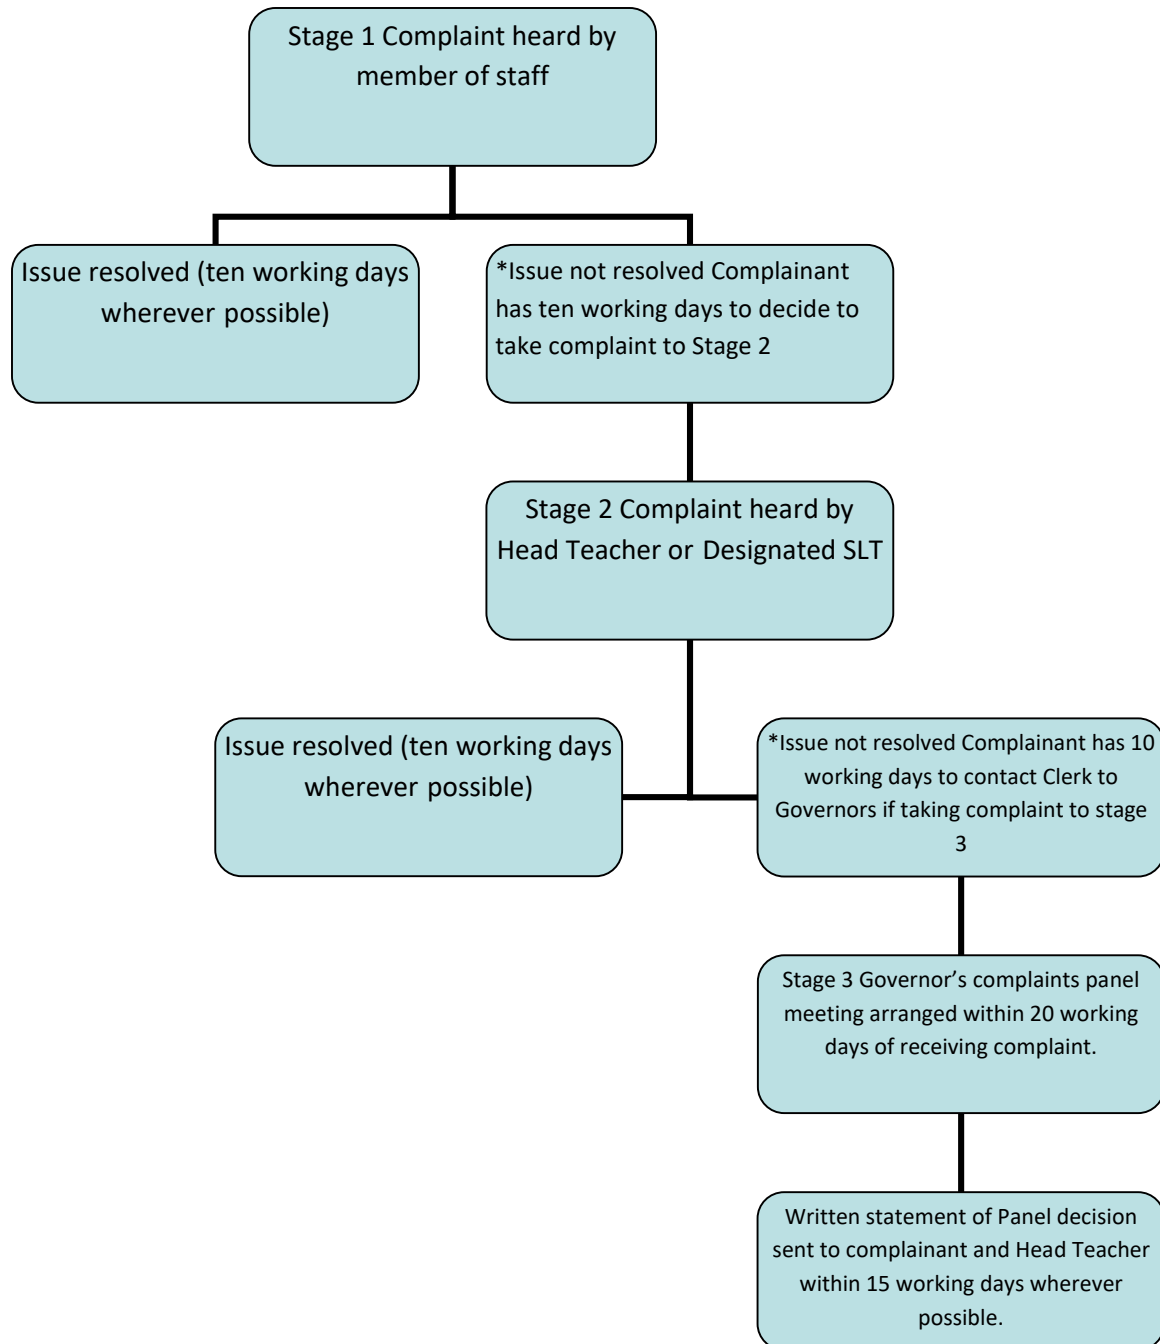 Stage 1 Complaint heard by
member of staff
Issue resolved (ten working days
wherever possible)
*Issue not resolved Complainant
has ten working days to decide to
take complaint to Stage 2
Stage 2 Complaint heard by
Head Teacher or Designated SLT
Issue resolved (ten working days
wherever possible)
*Issue not resolved Complainant has 10
working days to contact Clerk to
Governors if taking complaint to stage
3
Stage 3 Governor’s complaints panel
meeting arranged within 20 working
days of receiving complaint.
Written statement of Panel decision
sent to complainant and Head Teacher
within 15 working days wherever
possible.